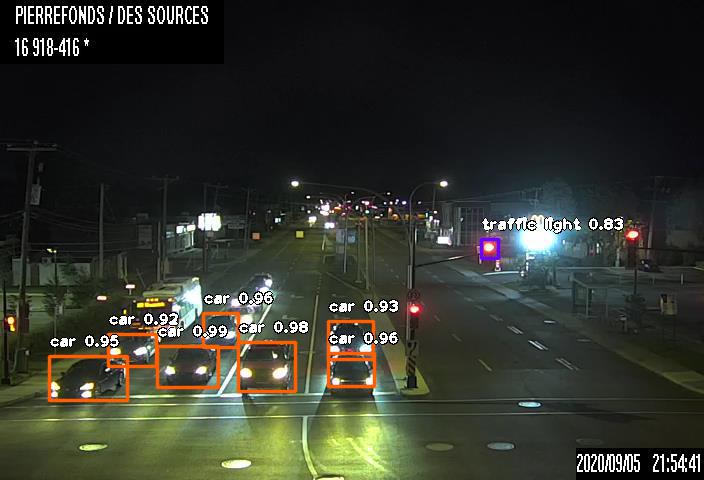 PIERREFONDS / DES SOURCES
16 918-416 *
traffic light 0.83
car 0.96
car 0.93
car 0.92
car 0.99
car 0.98
car 0.96
car 0.95
2020/09/05 21:54:41